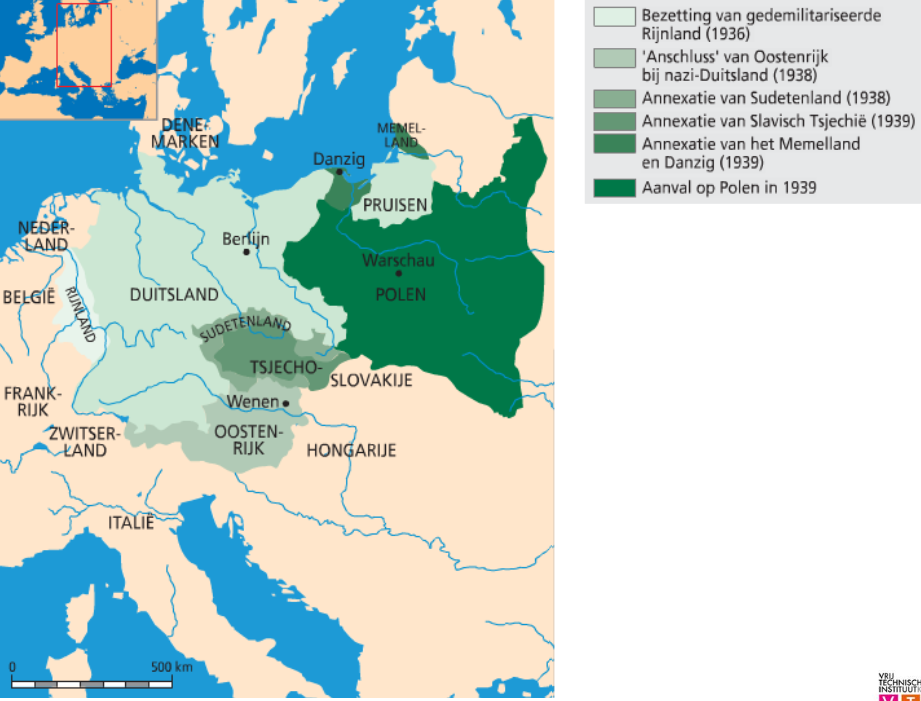 DENE-
MARKEN
MEMEL-
LAND
Danzig
PRUISEN
NEDER-
LAND
Berlijn
Warschau
POLEN
BELGIË
RIJNLAND
DUITSLAND
SUDETENLAND
TSJECHO-
SLOVAKIJE
FRANK-
RIJK
Wenen
ZWITSER-
LAND
OOSTEN-
RIJK
HONGARIJE
ITALIË
0 500 km
Bezetting van gedemilitariseerde
Rijnland (1936)
'Anschluss' van Oostenrijk
bij nazi-Duitsland (1938)
Annexatie van Sudetenland (1938)
Annexatie van Slavisch Tsjechië (1939)
Annexatie van het Memelland
en Danzig (1939)
Aanval op Polen in 1939
VRIJ
TECHNISCH
V T